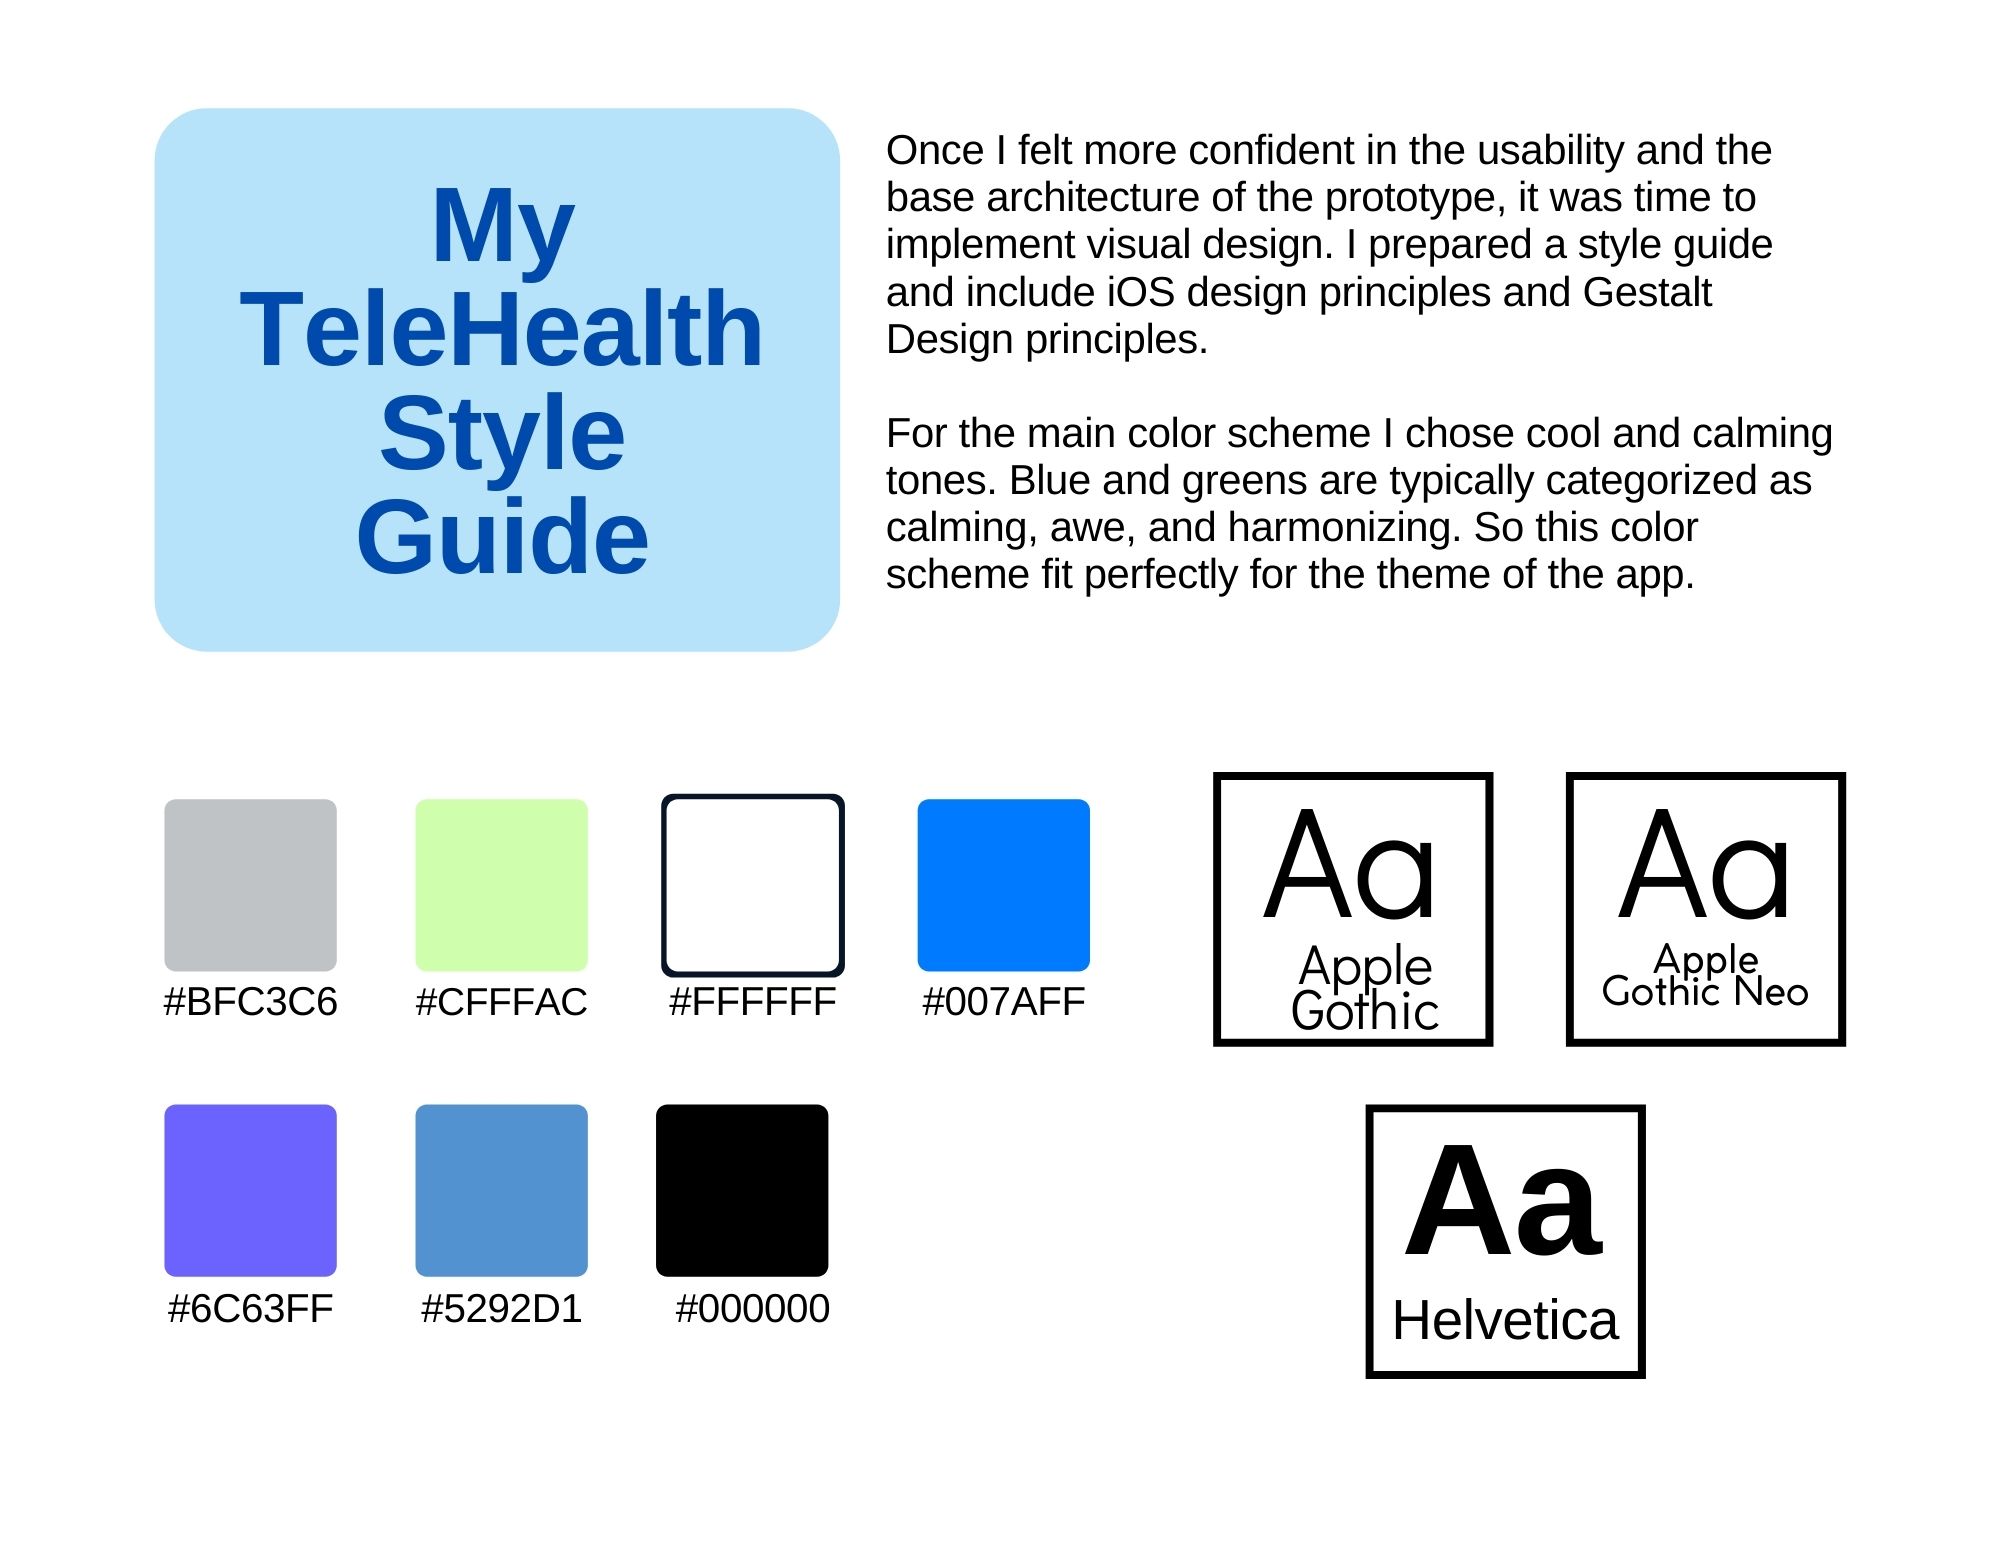 My
TeleHealth
Style
Guide
Once I felt more confident in the usability and the
base architecture of the prototype, it was time to
implement visual design. I prepared a style guide
and include iOS design principles and Gestalt
Design principles.
For the main color scheme I chose cool and calming
tones. Blue and greens are typically categorized as
calming, awe, and harmonizing. So this color
scheme fit perfectly for the theme of the app.
#BFC3C6
#CFFFAC
#FFFFFF
#007AFF
#6C63FF
#5292D1
#000000
Aa
Apple
Gothic
Aa
Apple
Gothic Neo
Aa
Helvetica